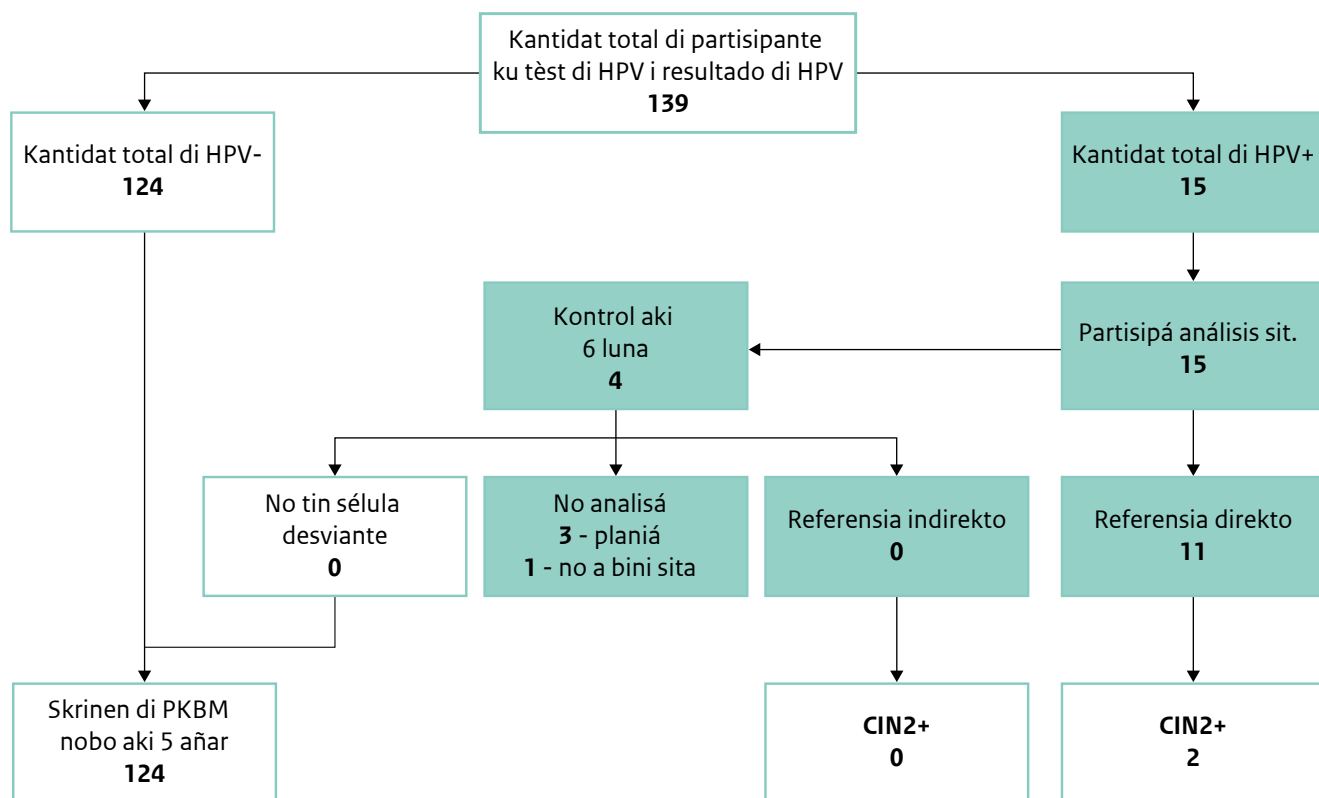 Kantidat total di partisipante
ku tèst di HPV i resultado di HPV
139
Kantidat total di HPV-
124
Kantidat total di HPV+
15
Kontrol aki
6 luna
4
Partisipá análisis sit.
15
No tin sélula
desviante
0
No analisá
3 - planiá
1 - no a bini sita
Referensia indirekto
0
Referensia direkto
11
Skrinen di PKBM
nobo aki 5 añar
124
CIN2+
0
CIN2+
2